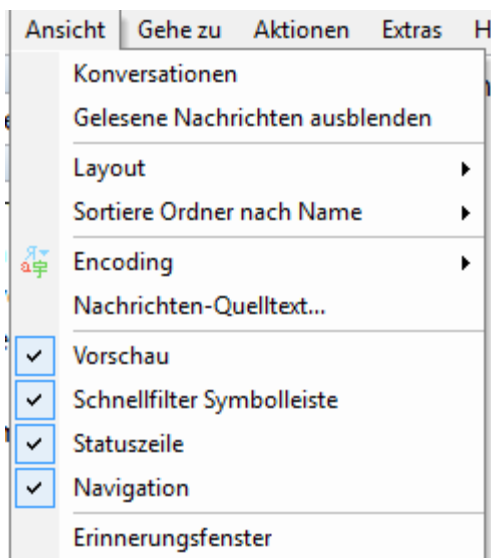 Ansicht Gehe zu Aktionen Extras H
Konversationen
Gelesene Nachrichten ausblenden
Layout
Sortiere Ordner nach Name
Encoding
Nachrichten-Quelltext...
Vorschau
Schnellfilter Symbolleiste
Statuszeile
Navigation
Erinnerungsfenster